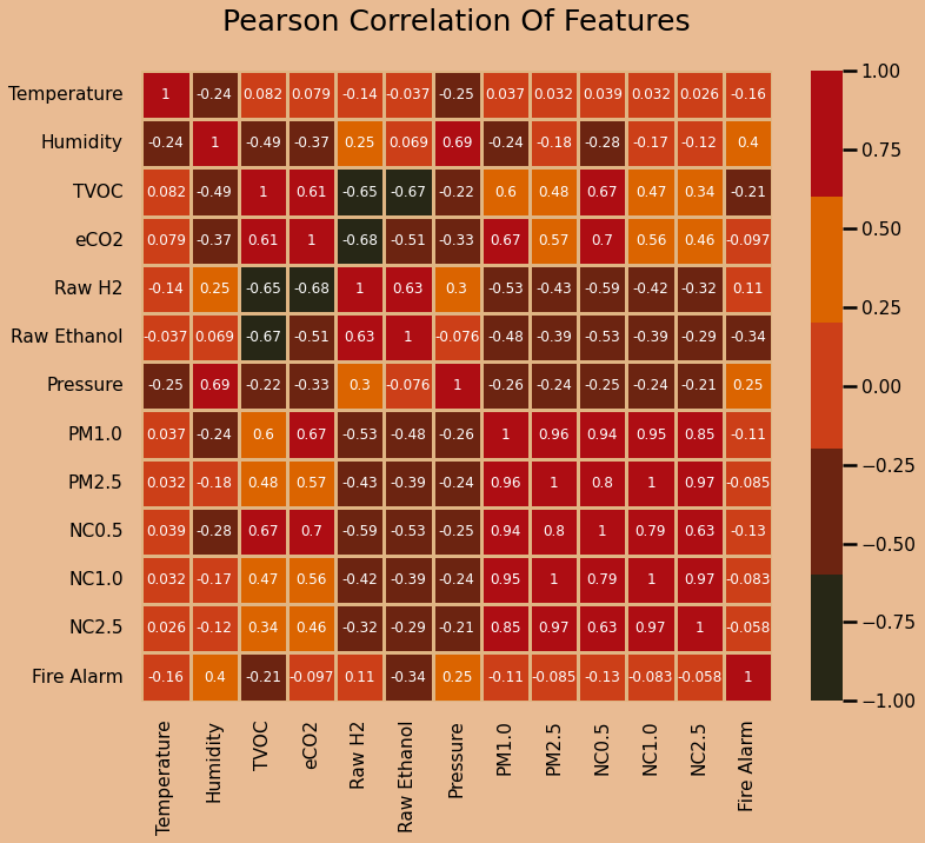 Pearson Correlation Of Features
Temperature 1 -0.24 0.082 0.079 -0.14 -0.037 -0.25 0.037 0.032 0.039 0.032 0.026 -0.16
Humidity -0.24 1 -0.49 -0.37 0.25 0.069 0.69 -0.24 -0.18 -0.28 -0.17 -0.12 0.4
TVOC 0.082 -0.49 1 0.61 -0.65 -0.67 -0.22 0.6 0.48 0.67 0.47 0.34 -0.21
eCO2 0.079 -0.37 0.61 1 -0.68 -0.51 -0.33 0.67 0.57 0.7 0.56 0.46 -0.097
Raw H2 -0.14 0.25 -0.65 -0.68 1 0.63 0.3 -0.53 -0.43 -0.59 -0.42 -0.32 0.11
Raw Ethanol -0.037 0.069 -0.67 -0.51 0.63 1 -0.076 -0.48 -0.39 -0.53 -0.39 -0.29 -0.34
Pressure -0.25 0.69 -0.22 -0.33 0.3 -0.076 1 -0.26 -0.24 -0.25 -0.24 -0.21 0.25
PM1.0 0.037 -0.24 0.6 0.67 -0.53 -0.48 -0.26 1 0.96 0.94 0.95 0.85 -0.11
PM2.5 0.032 -0.18 0.48 0.57 -0.43 -0.39 -0.24 0.96 1 0.8 1 0.97 -0.085
NC0.5 0.039 -0.28 0.67 0.7 -0.59 -0.53 -0.25 0.94 0.8 1 0.79 0.63 -0.13
NC1.0 0.032 -0.17 0.47 0.56 -0.42 -0.39 -0.24 0.95 1 0.79 1 0.97 -0.083
NC2.5 0.026 -0.12 0.34 0.46 -0.32 -0.29 -0.21 0.85 0.97 0.63 0.97 1 -0.058
Fire Alarm -0.16 0.4 -0.21 -0.097 0.11 -0.34 0.25 -0.11 -0.085 -0.13 -0.083 -0.058 1
Temperature
Humidity
TVOC
eCO2
Raw H2
Raw Ethanol
Pressure
PM1.0
PM2.5
NC0.5
NC1.0
NC2.5
Fire Alarm
1.00
0.75
0.50
0.25
0.00
−0.25
−0.50
−0.75
−1.00